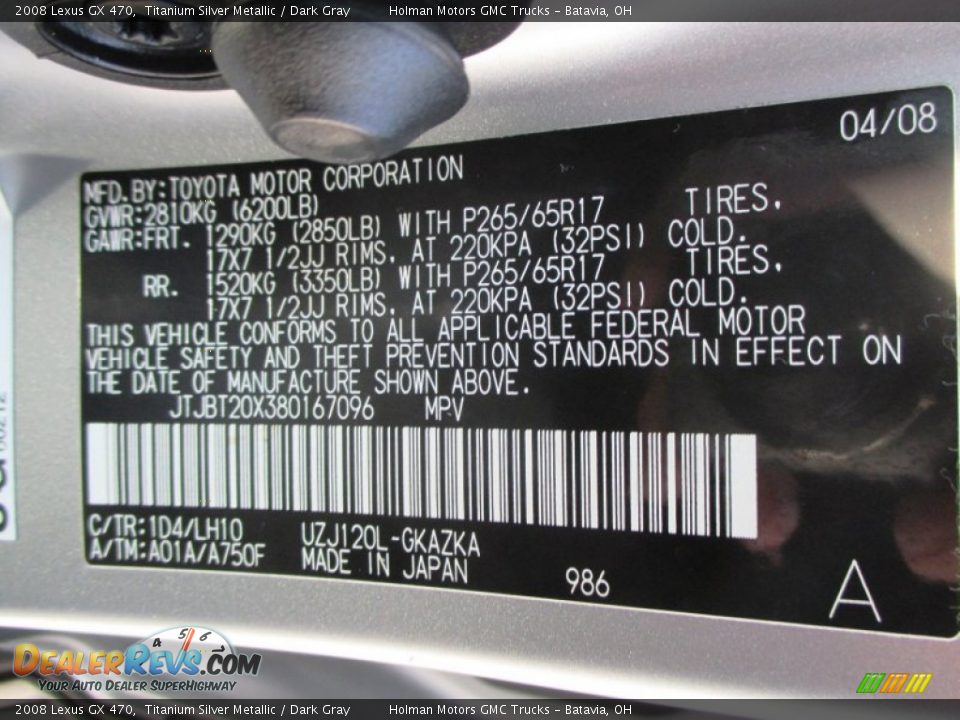 2008 Lexus GX 470, Titanium Silver Metallic / Dark Gray Holman Motors GMC Trucks - Batavia, OH
04/08
MFD.BY:TOYOTA MOTOR CORPORATION
GVWR:2810KG (6200LB)
GAWR:FRT. 1290KG (2850LB) WITH P265/65R17 TIRES,
17X7 1/2JJ RIMS, AT 220KPA (32PSI) COLD.
RR. 1520KG (3350LB) WITH P265/65R17 TIRES,
17X7 1/2JJ RIMS, AT 220KPA (32PSI) COLD.
THIS VEHICLE CONFORMS TO ALL APPLICABLE FEDERAL MOTOR
VEHICLE SAFETY AND THEFT PREVENTION STANDARDS IN EFFECT ON
THE DATE OF MANUFACTURE SHOWN ABOVE.
JTJBT20X380167096 MPV
C/TR:1D4/LH10 UZJ120L-GKAZKA
A/TM:A01A/A750F MADE IN JAPAN
986
A
4 5 6
DealerRevs.com
Your Auto Dealer SuperHighway
2008 Lexus GX 470, Titanium Silver Metallic / Dark Gray Holman Motors GMC Trucks - Batavia, OH